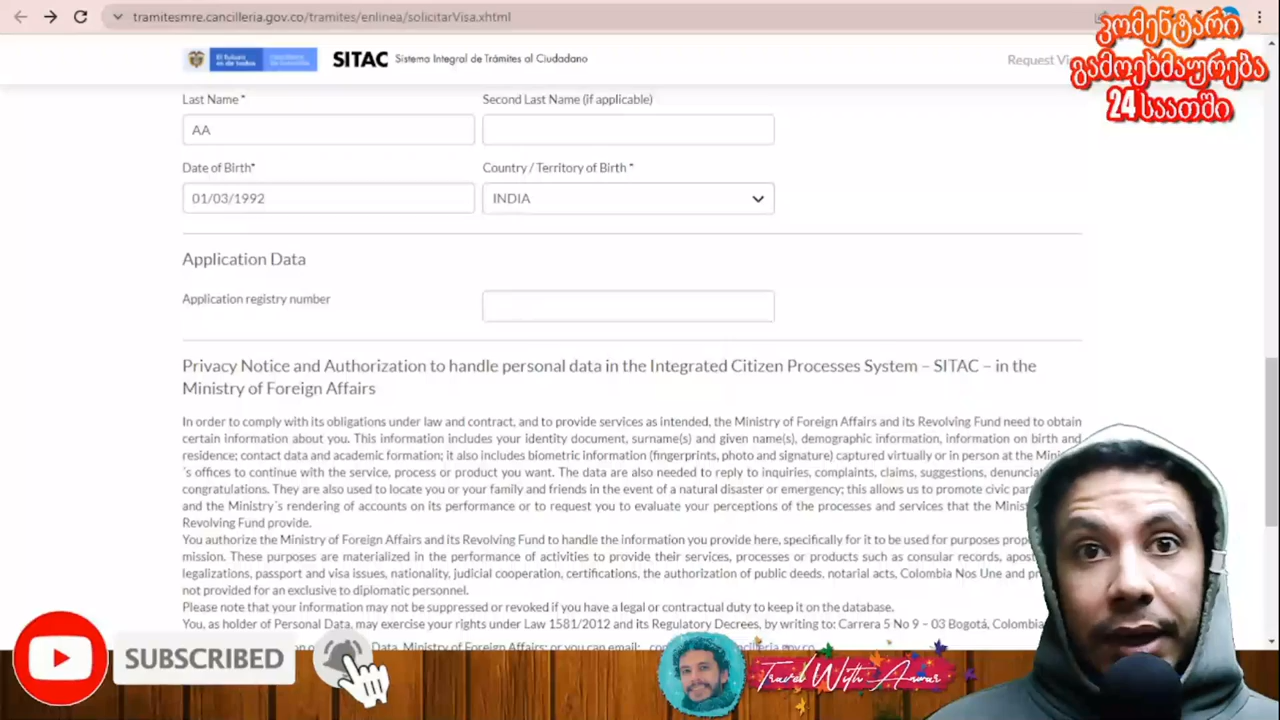 tramitesmre.cancilleria.gov.co/tramites/enlinea/solicitarVisa.xhtml
კომენტარი
გამოეხმაურება
24 საათში
El futuro
es de todos
SITAC Sistema Integral de Trámites al Ciudadano
Request
Last Name *
Second Last Name (if applicable)
AA
Date of Birth*
Country / Territory of Birth *
01/03/1992
INDIA
Application Data
Application registry number
Privacy Notice and Authorization to handle personal data in the Integrated Citizen Processes System – SITAC – in the
Ministry of Foreign Affairs
In order to comply with its obligations under law and contract, and to provide services as intended, the Ministry of Foreign Affairs and its Revolving Fund need to obtain
certain information about you. This information includes your identity document, surname(s) and given name(s), demographic information, information on birth and
residence; contact data and academic formation; it also includes biometric information (fingerprints, photo and signature) captured virtually or in person at the
´s offices to continue with the service, process or product you want. The data are also needed to reply to inquiries, complaints, claims, suggestions,
congratulations. They are also used to locate you or your family and friends in the event of a natural disaster or emergency; this allows us to promote civic
and the Ministry´s rendering of accounts on its performance or to request you to evaluate your perceptions of the processes and services that the
Revolving Fund provide.
You authorize the Ministry of Foreign Affairs and its Revolving Fund to handle the information you provide here, specifically for it to be used for purposes
mission. These purposes are materialized in the performance of activities to provide their services, processes or products such as consular records,
legalizations, passport and visa issues, nationality, judicial cooperation, certifications, the authorization of public deeds, notarial acts, Colombia Nos Une and
not provided for an exclusive to diplomatic personnel.
Please note that your information may not be suppressed or revoked if you have a legal or contractual duty to keep it on the database.
You, as holder of Personal Data, may exercise your rights under Law 1581/2012 and its Regulatory Decrees, by writing to: Carrera 5 No 9 – 03 Bogotá, Colombia
Data, Ministry of Foreign Affairs; or you can email:
SUBSCRIBED
Travel With Anwar